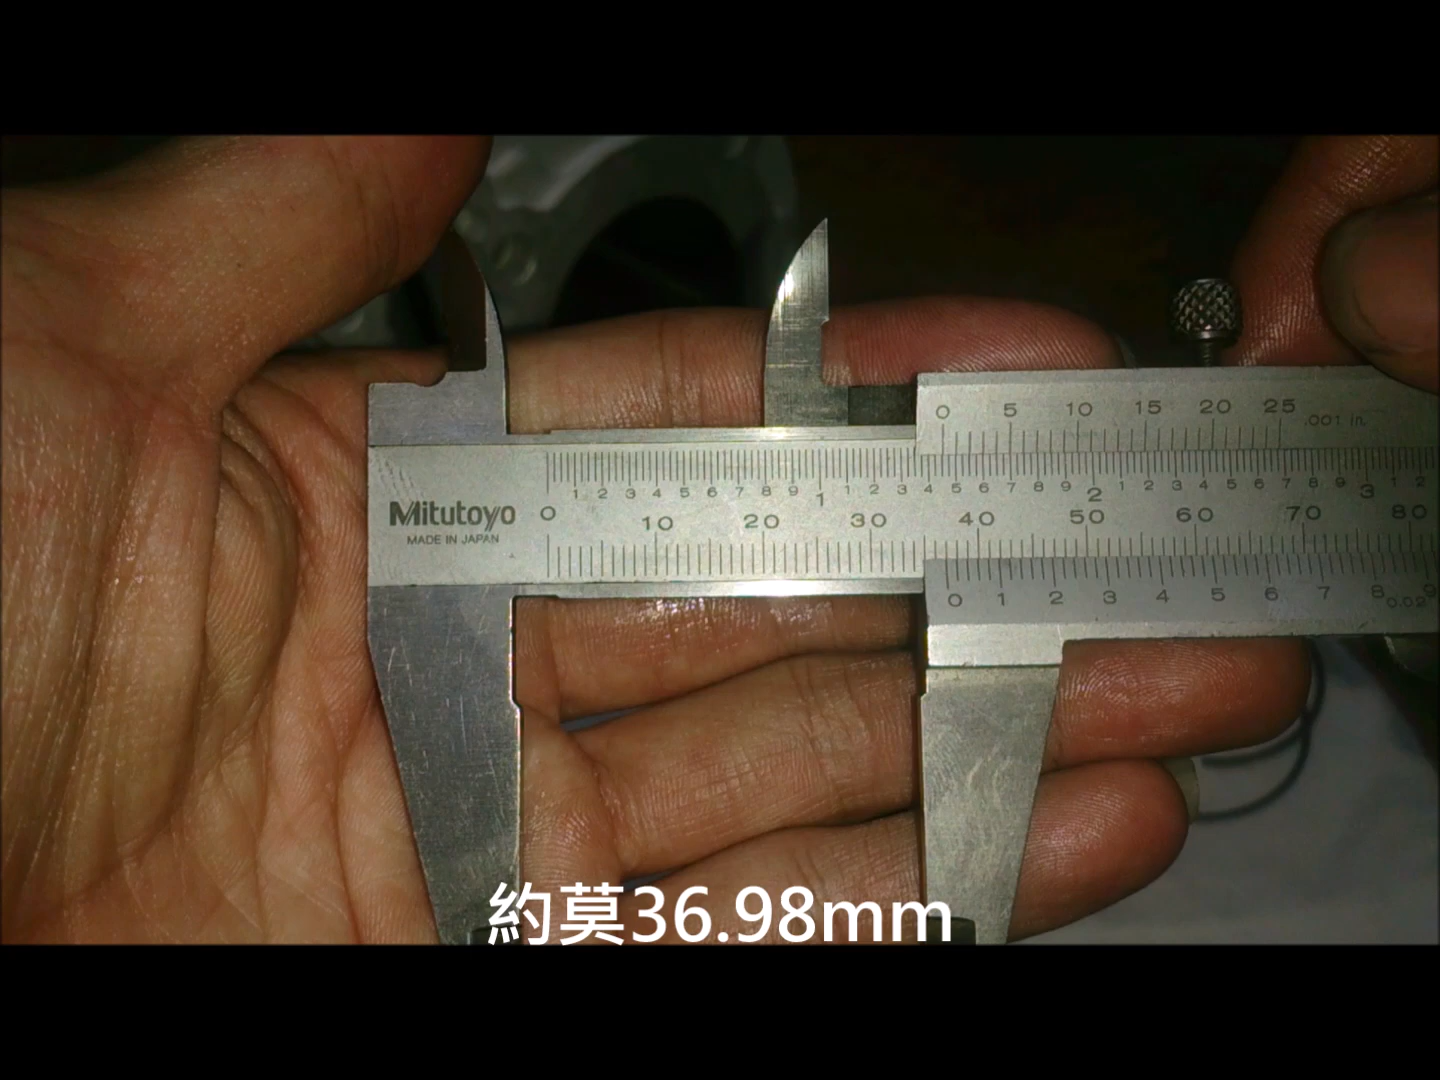 0 5 10 15 20 25 .001 in.
1 2 3 4 5 6 7 8 9 1 1 2 3 4 5 6 7 8 9 2 1 2 3 4 5 6 7 8 9 3 1 2
Mitutoyo 0 10 20 30 40 50 60 70 80
MADE IN JAPAN
0 1 2 3 4 5 6 7 8 0.02 9
約莫36.98mm